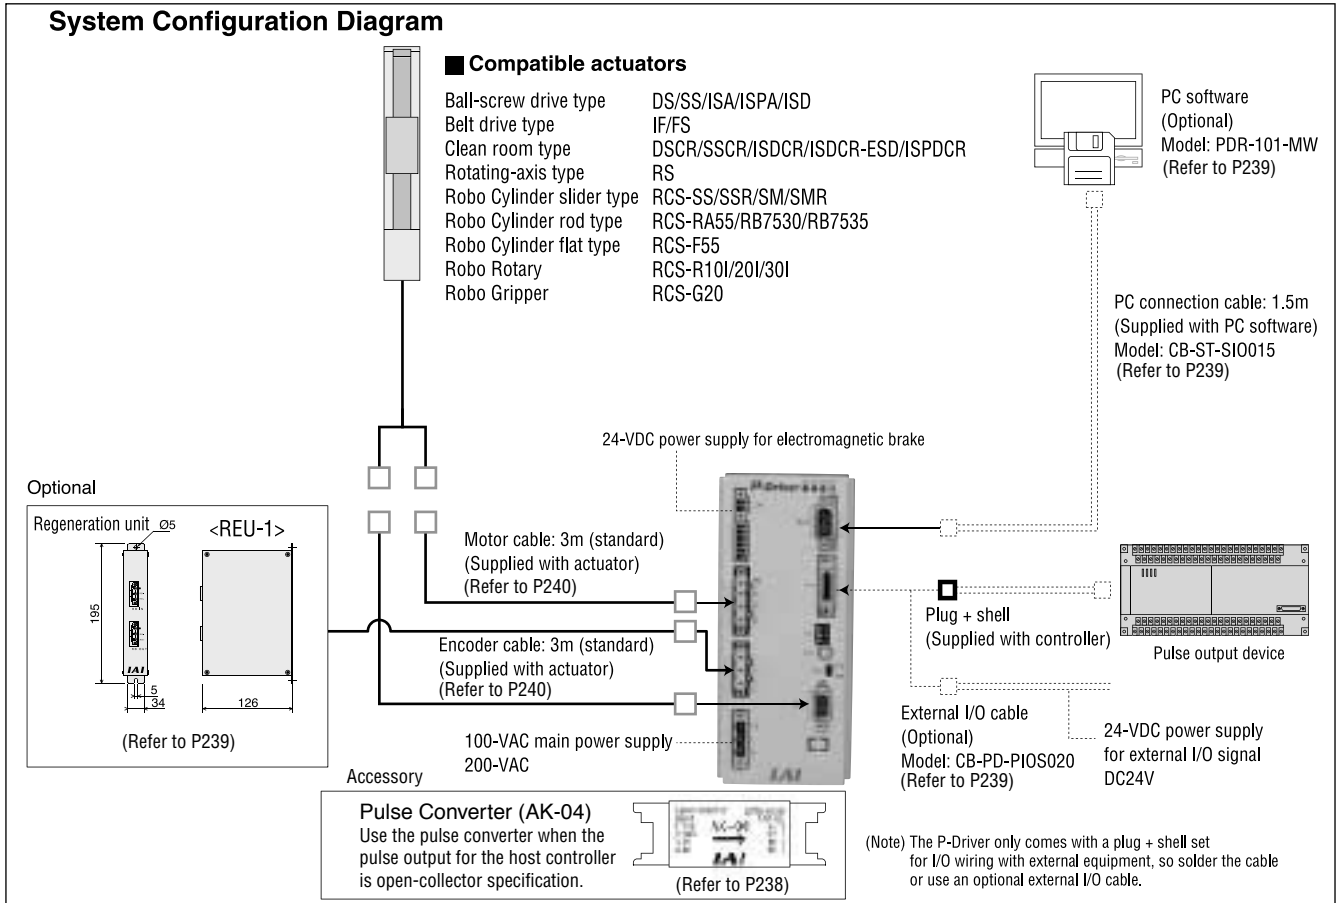 System Configuration Diagram
■ Compatible actuators
Ball-screw drive type DS/SS/ISA/ISPA/ISD
Belt drive type IF/FS
Clean room type DSCR/SSCR/ISDCR/ISDCR-ESD/ISPDCR
Rotating-axis type RS
Robo Cylinder slider type RCS-SS/SSR/SM/SMR
Robo Cylinder rod type RCS-RA55/RB7530/RB7535
Robo Cylinder flat type RCS-F55
Robo Rotary RCS-R10I/20I/30I
Robo Gripper RCS-G20
PC software
(Optional)
Model: PDR-101-MW
(Refer to P239)
PC connection cable: 1.5m
(Supplied with PC software)
Model: CB-ST-SIO015
(Refer to P239)
24-VDC power supply for electromagnetic brake
Optional
Regeneration unit
Ø5
<REU-1>
195
5
34
126
IAI
(Refer to P239)
Motor cable: 3m (standard)
(Supplied with actuator)
(Refer to P240)
Encoder cable: 3m (standard)
(Supplied with actuator)
(Refer to P240)
100-VAC main power supply
200-VAC
P-Driver
IAI
Plug + shell
(Supplied with controller)
Pulse output device
External I/O cable
(Optional)
Model: CB-PD-PIOS020
(Refer to P239)
24-VDC power supply
for external I/O signal
DC24V
Accessory
Pulse Converter (AK-04)
Use the pulse converter when the
pulse output for the host controller
is open-collector specification.
AK-04
IAI
(Refer to P238)
(Note) The P-Driver only comes with a plug + shell set
for I/O wiring with external equipment, so solder the cable
or use an optional external I/O cable.